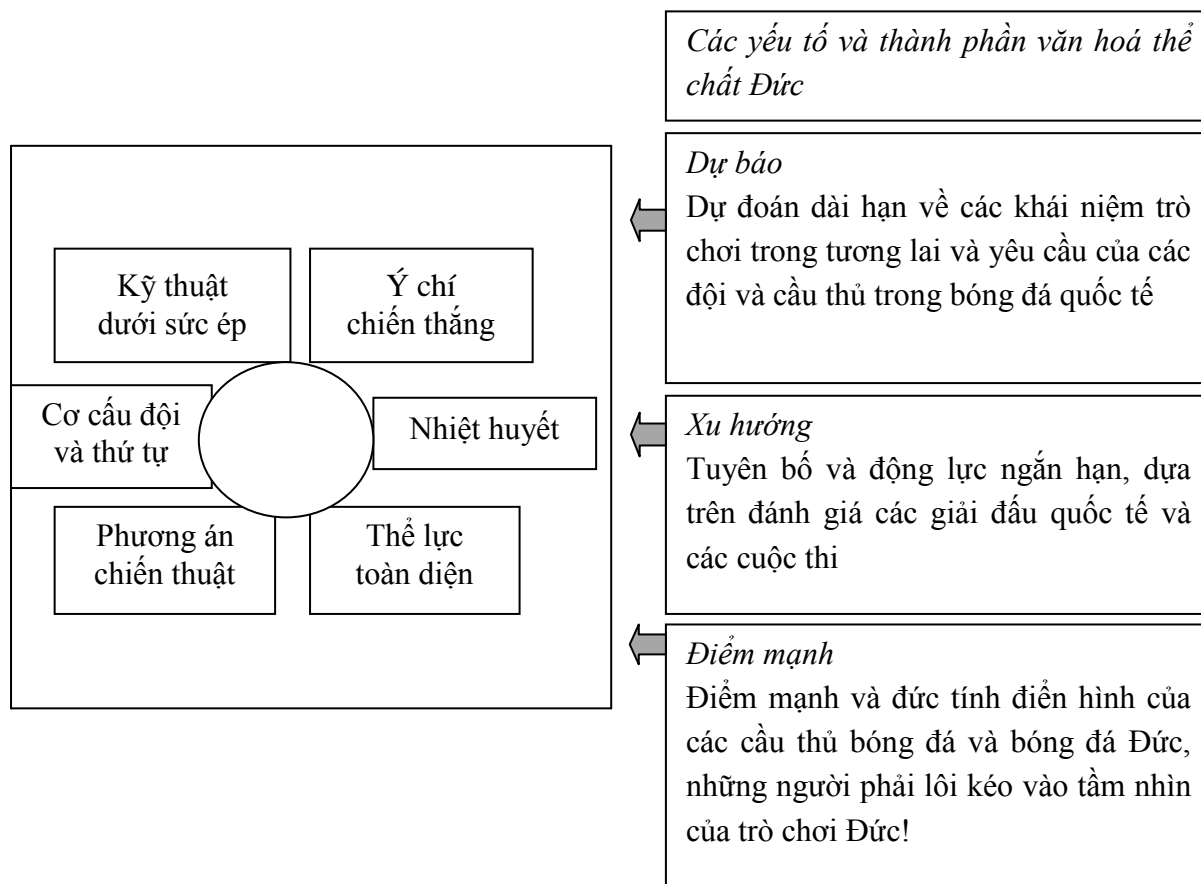 Các yếu tố và thành phần văn hoá thể
chất Đức
Kỹ thuật
dưới sức ép
Ý chí
chiến thắng
Cơ cấu đội
và thứ tự
Nhiệt huyết
Phương án
chiến thuật
Thể lực
toàn diện
Dự báo
Dự đoán dài hạn về các khái niệm trò
chơi trong tương lai và yêu cầu của các
đội và cầu thủ trong bóng đá quốc tế
Xu hướng
Tuyên bố và động lực ngắn hạn, dựa
trên đánh giá các giải đấu quốc tế và
các cuộc thi
Điểm mạnh
Điểm mạnh và đức tính điển hình của
các cầu thủ bóng đá và bóng đá Đức,
những người phải lôi kéo vào tầm nhìn
của trò chơi Đức!